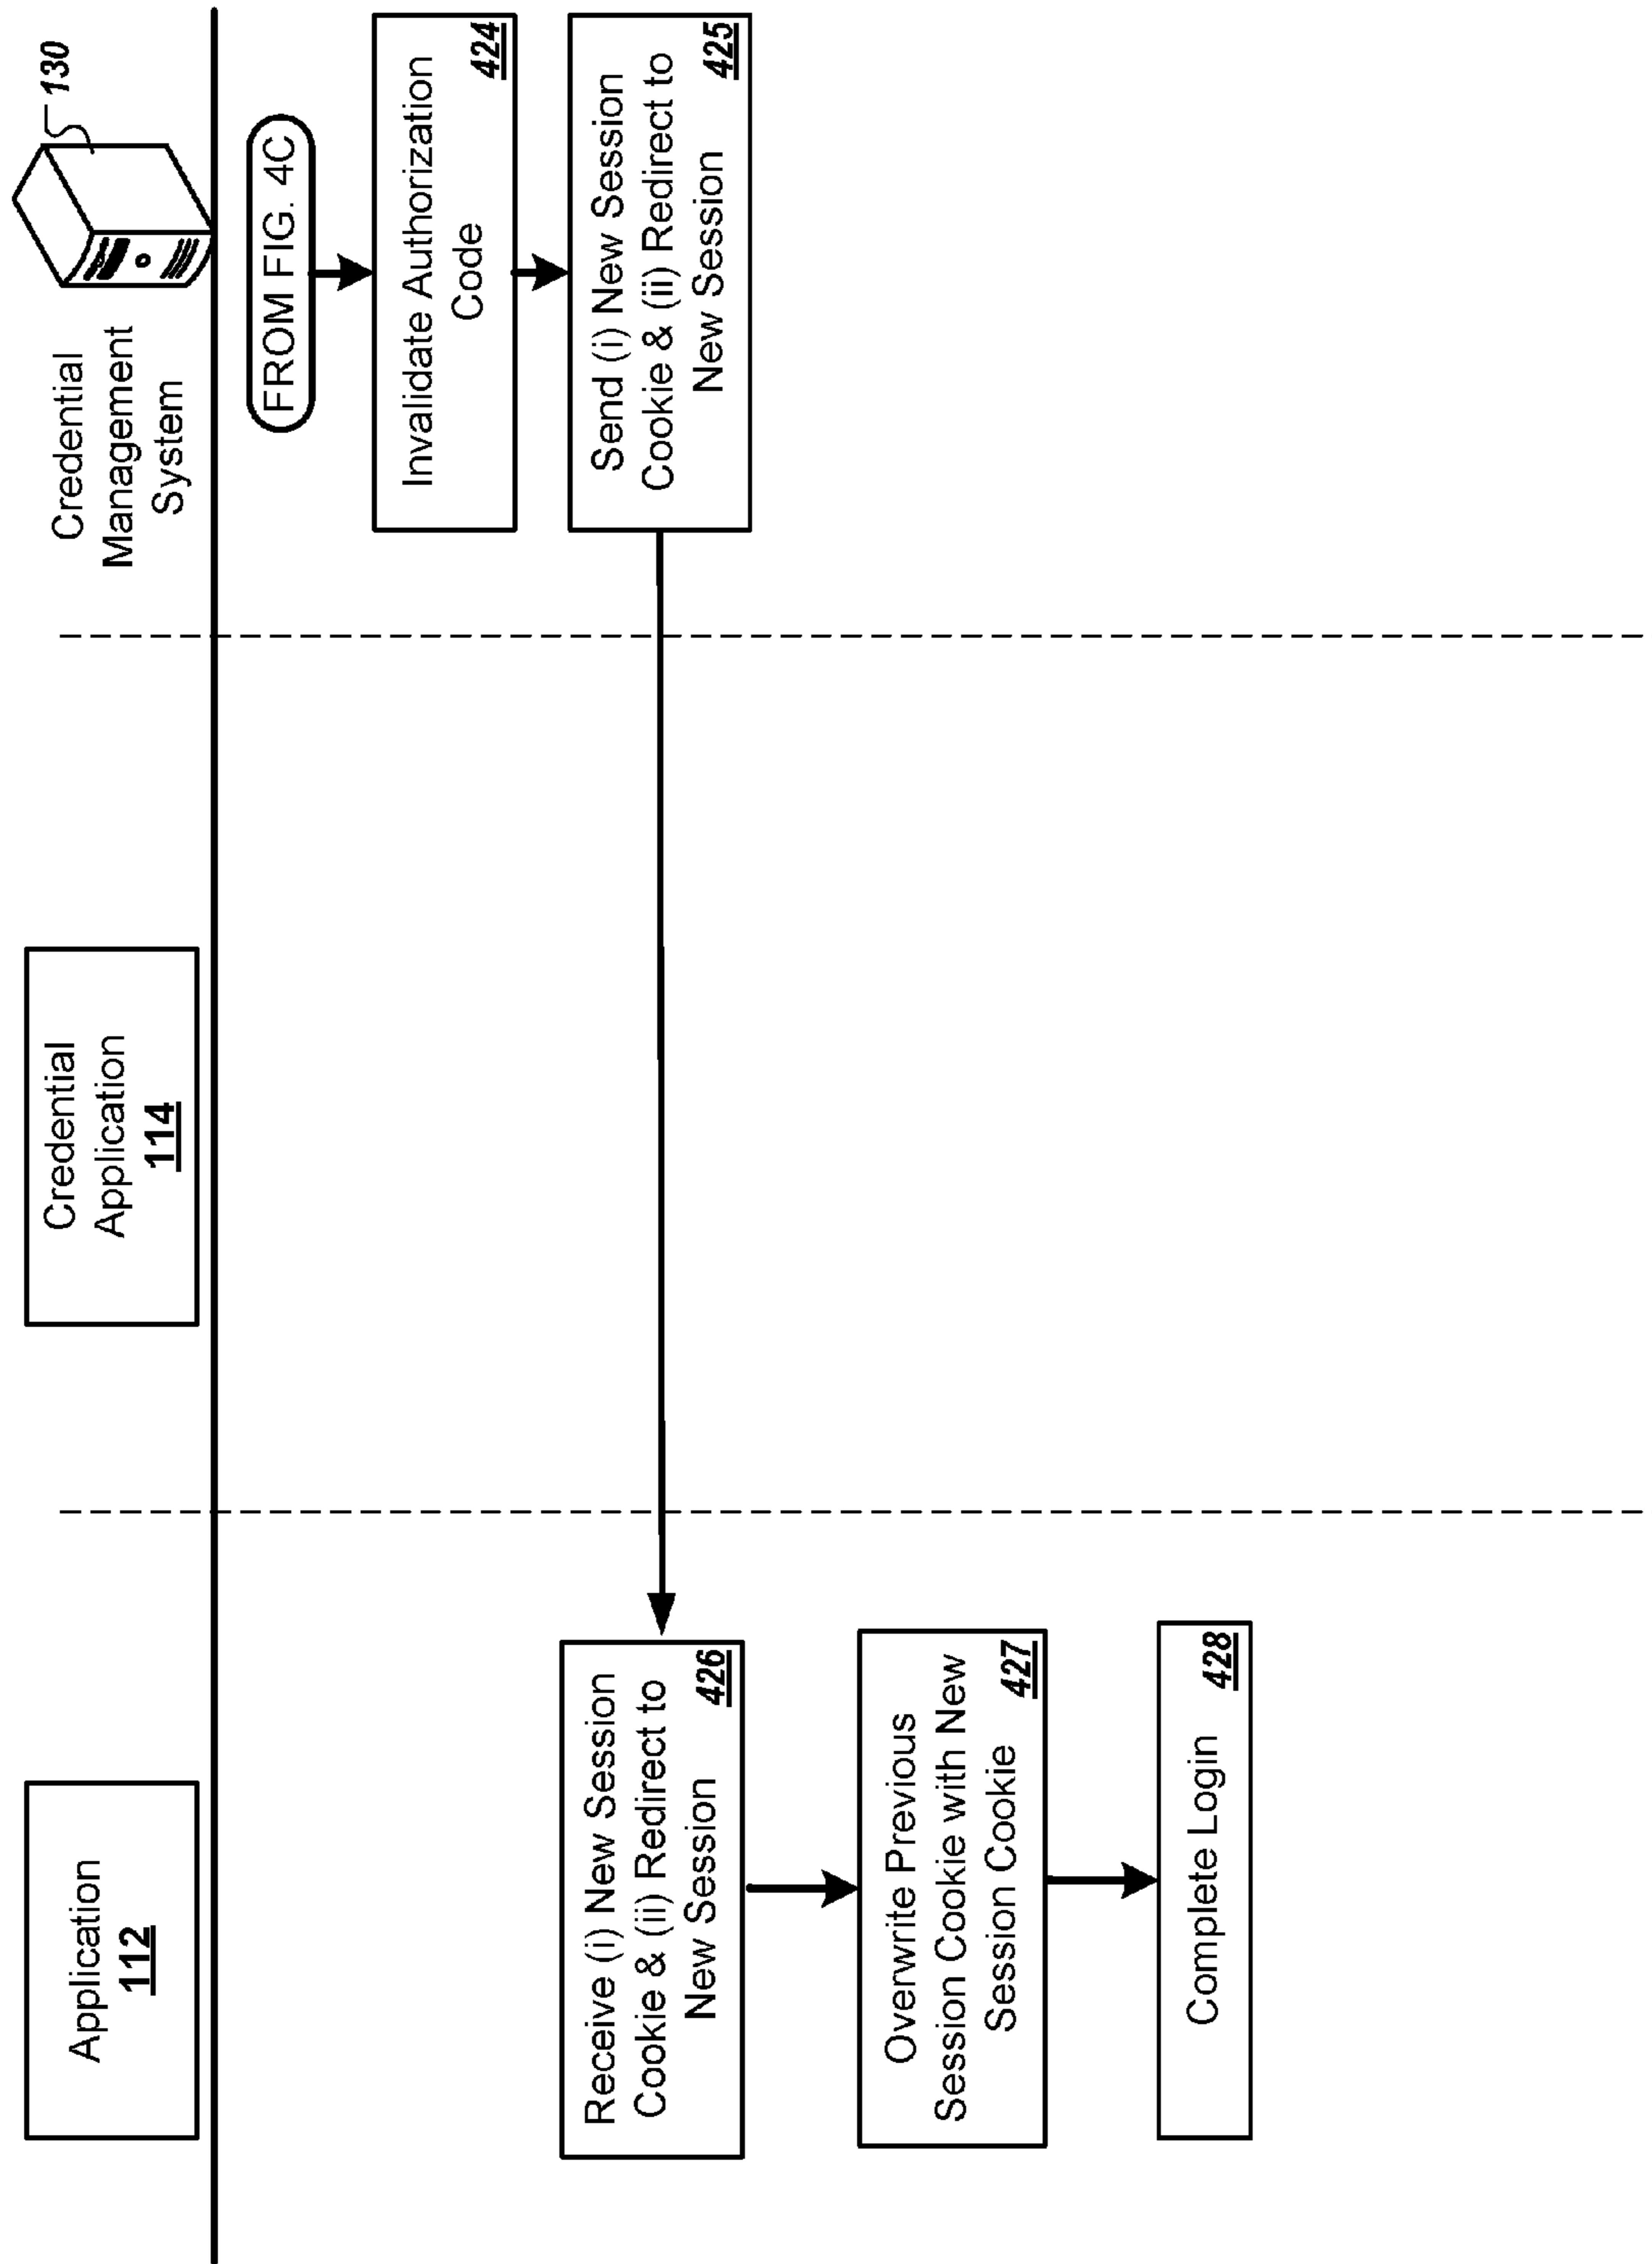 Application
112
Credential
Application
114
Credential
Management
System
130
FROM FIG. 4C
Invalidate Authorization
Code
424
Send (i) New Session
Cookie & (ii) Redirect to
New Session
425
Receive (i) New Session
Cookie & (ii) Redirect to
New Session
426
Overwrite Previous
Session Cookie with New
Session Cookie
427
Complete Login
428